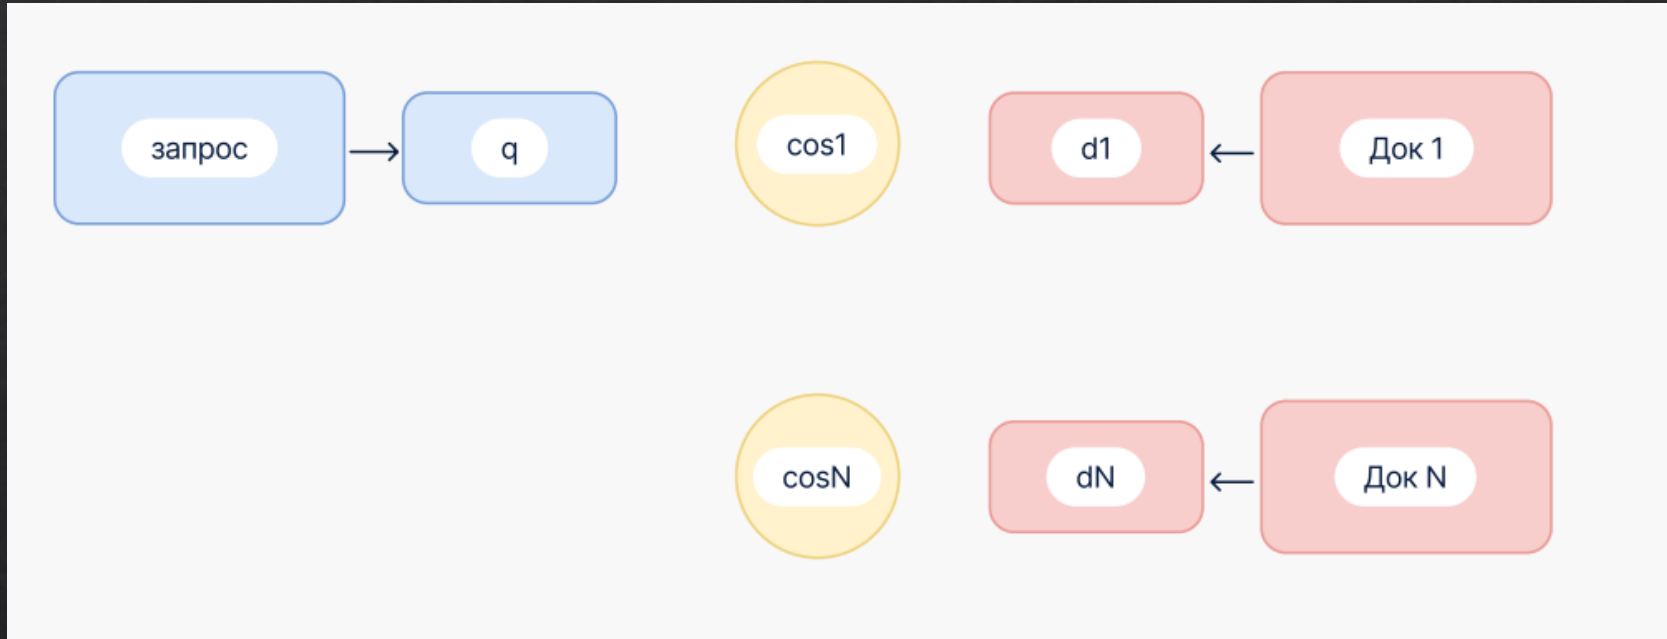 запрос
q
cos1
d1
Док 1
cosN
dN
Док N